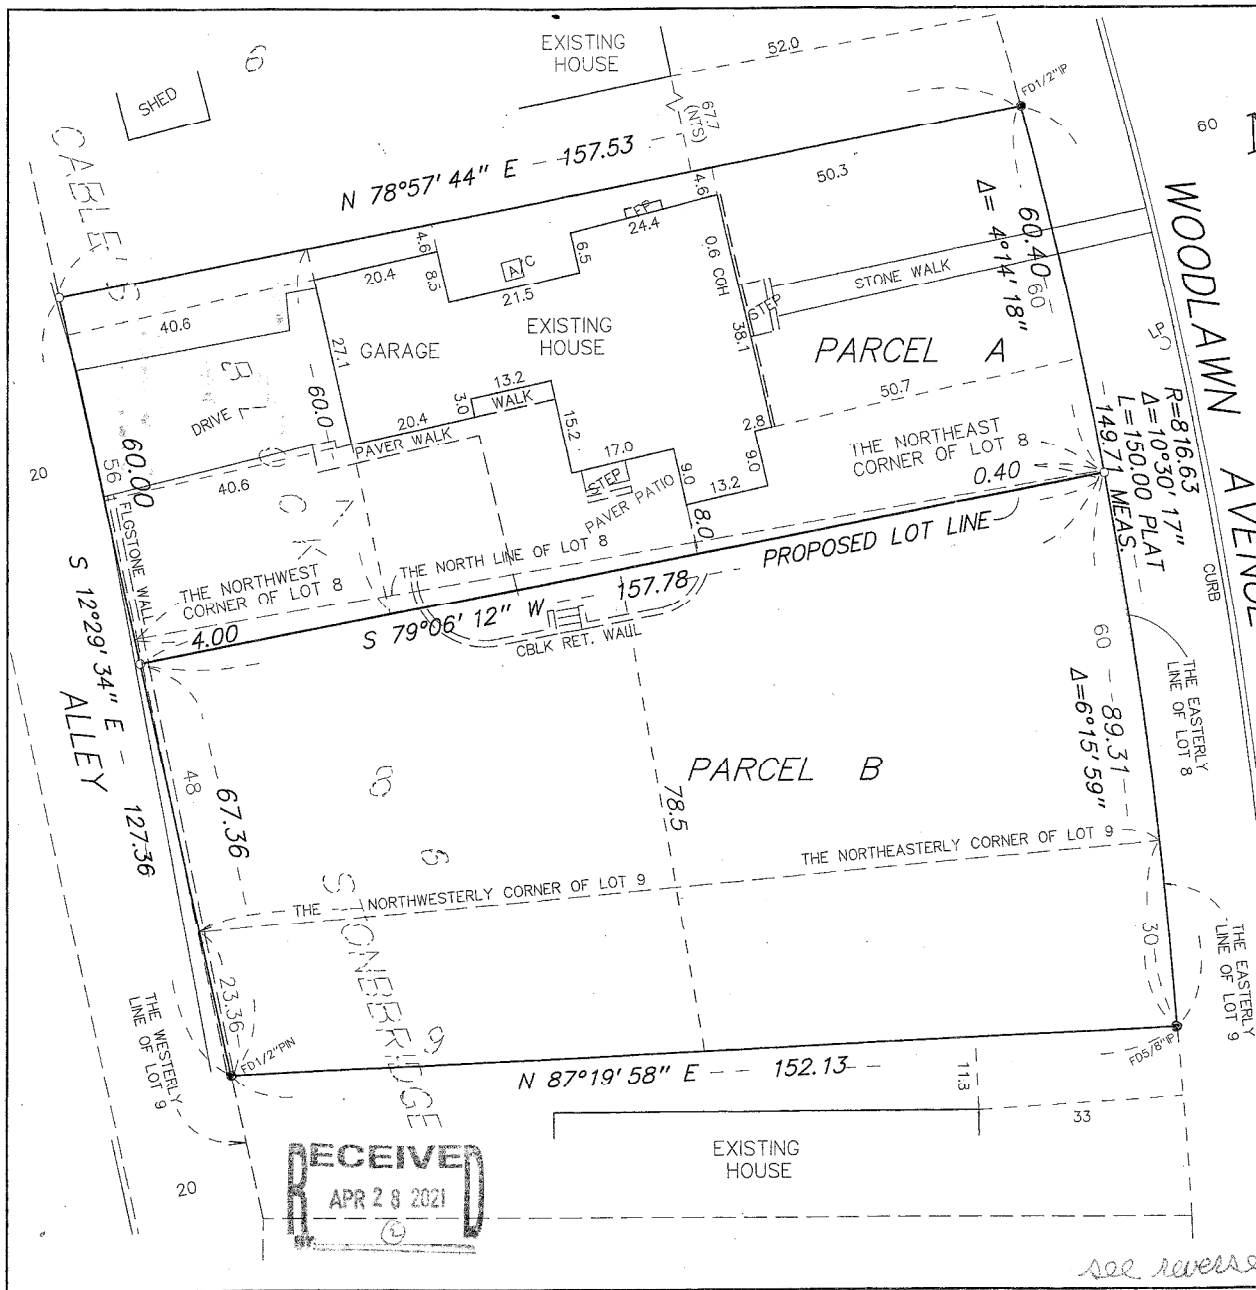 EXISTING
HOUSE
52.0
FD1/2"IP
SHED
6
CABLE
67.7
(NTS)
60
N 78°57'44" E
157.53
4.6
50.3
Δ= 4°14'18"
60.40
60
WOODLAWN AVENUE
FP
24.4
4.6
8.5
6.5
0.6 COH
20.4
A/C
21.5
STONE WALK
STEP
40.6
EXISTING
HOUSE
27.1
GARAGE
38.1
PARCEL A
LP
R=816.63
Δ=10°30'17"
L=150.00 PLAT
149.71 MEAS.
DRIVE
60.0
13.2
WALK
3.0
20.4
PAVER WALK
50.7
2.8
15.2
17.0
STEP
9.0
9.0
13.2
THE NORTHEAST
CORNER OF LOT 8
0.40
20
60.00
56
40.6
FLGSTONE WALL
PAVER PATIO
8.0
BLOCK
THE NORTHWEST
CORNER OF LOT 8
THE NORTH LINE OF LOT 8
PROPOSED LOT LINE
CURB
4.00
S 79°06'12" W
157.78
CBLK RET. WALL
S 12°29'34" E
127.36
ALLEY
60
89.31
Δ=6°15'59"
THE EASTERLY
LINE OF LOT 8
48
67.36
8
PARCEL B
78.5
6
THE NORTHEASTERLY CORNER OF LOT 9
THE NORTHWESTERLY CORNER OF LOT 9
STONEBRIDGE
9
30
THE EASTERLY
LINE OF LOT 9
23.36
THE WESTERLY
LINE OF LOT 9
FD1/2"PIN
FD5/8"IP
N 87°19'58" E
152.13
11.3
33
EXISTING
HOUSE
20
RECEIVED
APR 28 2021
2
BY
see reverse